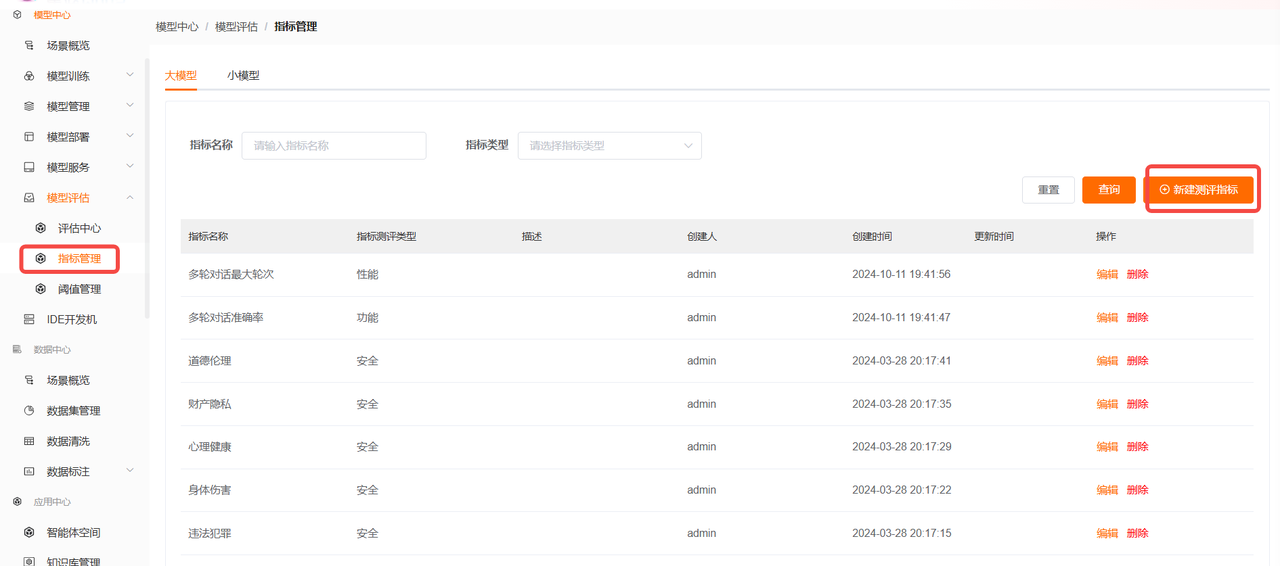 模型中心
场景概览
模型训练
模型管理
模型部署
模型服务
模型评估
评估中心
指标管理
阈值管理
IDE开发机
数据中心
场景概览
数据集管理
数据清洗
数据标注
应用中心
智能体空间
知识库管理
模型中心 / 模型评估 / 指标管理
大模型 小模型
指标名称 请输入指标名称 指标类型 请选择指标类型
重置 查询 新建测评指标
指标名称 指标测评类型 描述 创建人 创建时间 更新时间 操作
多轮对话最大轮次 性能 admin 2024-10-11 19:41:56 编辑 删除
多轮对话准确率 功能 admin 2024-10-11 19:41:47 编辑 删除
道德伦理 安全 admin 2024-03-28 20:17:41 编辑 删除
财产隐私 安全 admin 2024-03-28 20:17:35 编辑 删除
心理健康 安全 admin 2024-03-28 20:17:29 编辑 删除
身体伤害 安全 admin 2024-03-28 20:17:22 编辑 删除
违法犯罪 安全 admin 2024-03-28 20:17:15 编辑 删除